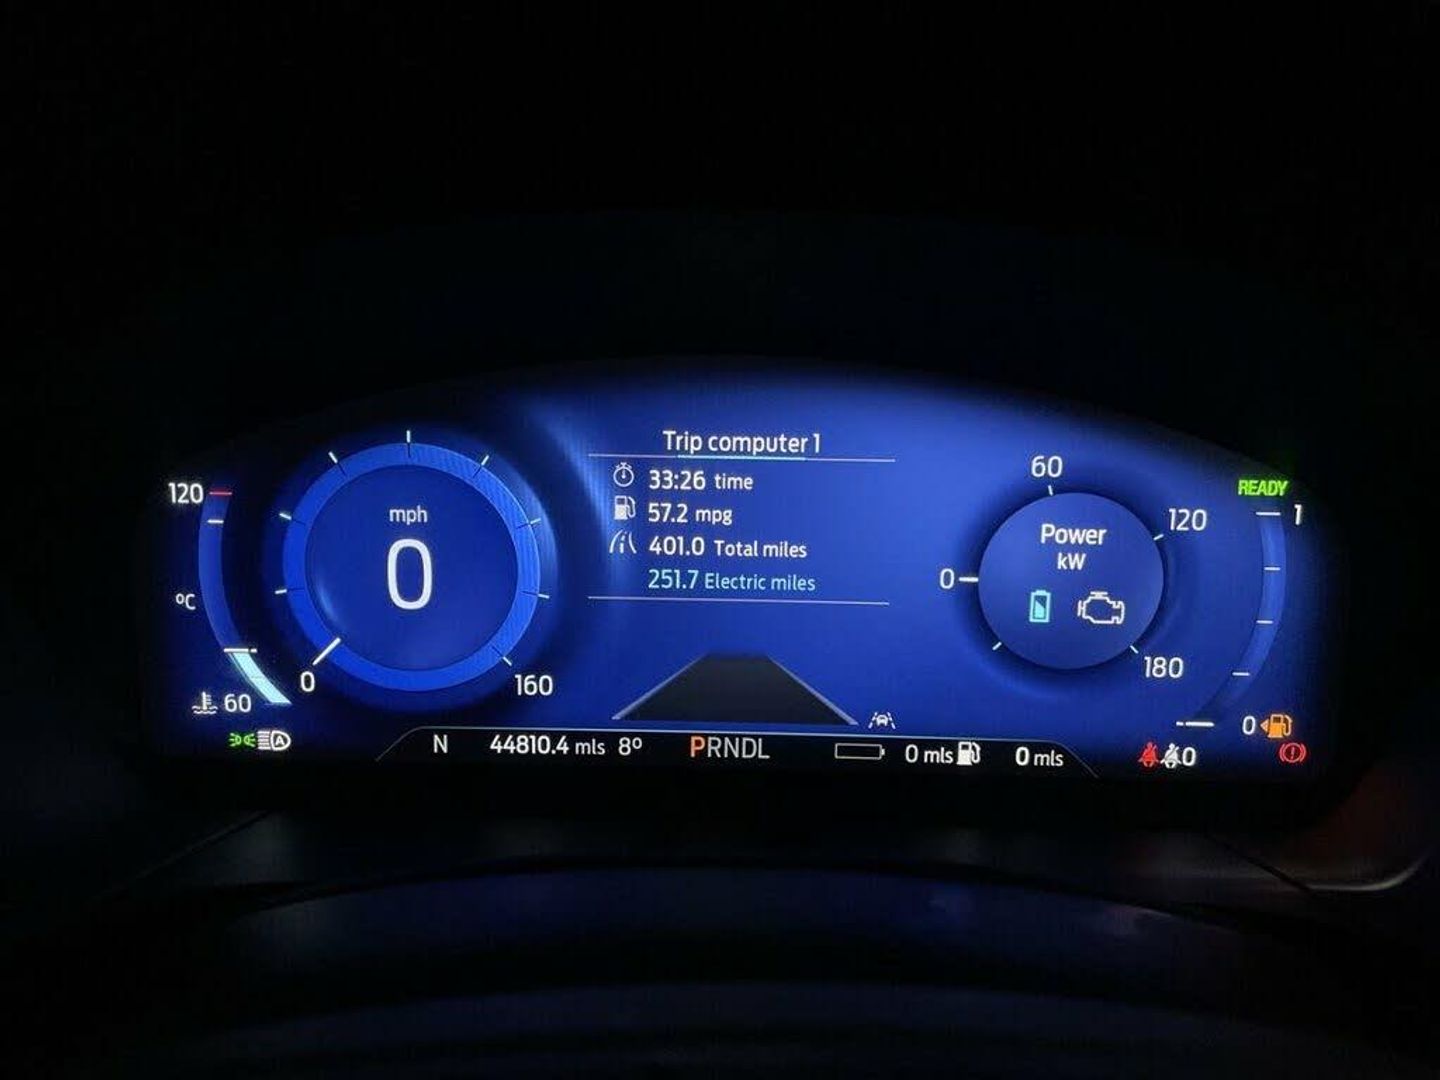 Trip computer 1
33:26 time
57.2 mpg
401.0 Total miles
251.7 Electric miles
120
°C
60
mph
0
0
160
60
0
120
180
Power
kW
READY
1
0
A
N 44810.4 mls 8° PRNDL 0 mls 0 mls
0